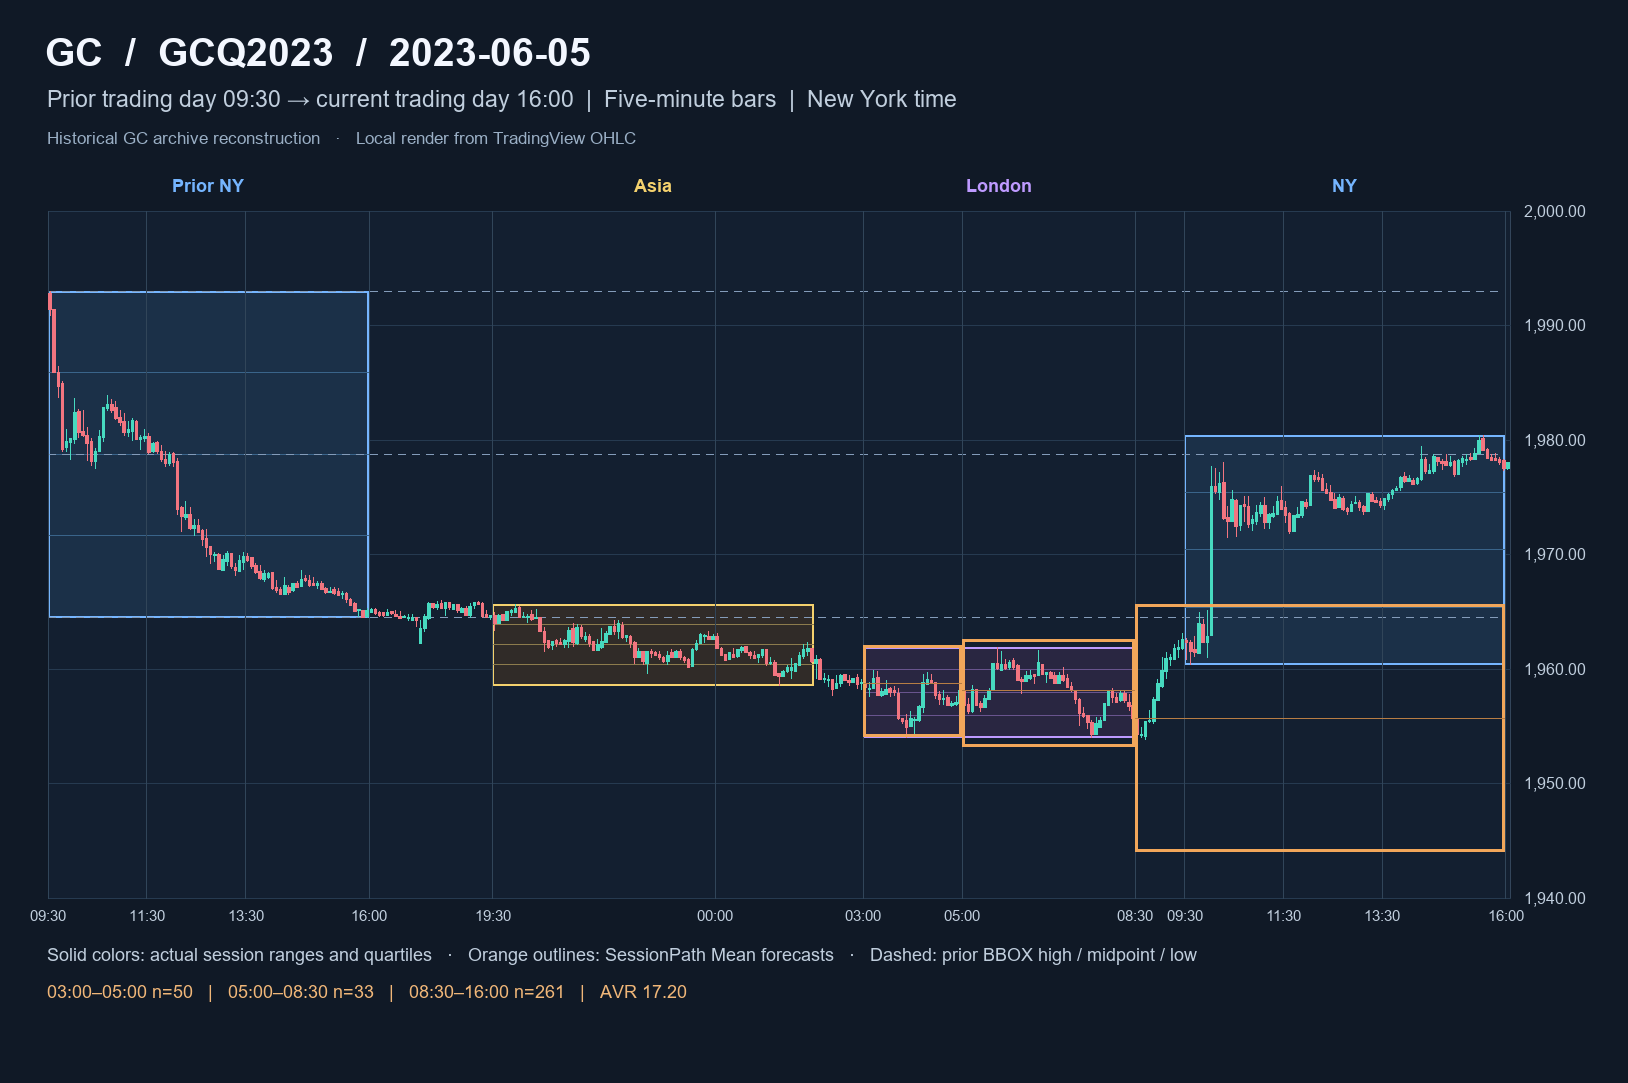 GC / GCQ2023 / 2023-06-05
Prior trading day 09:30 → current trading day 16:00 | Five-minute bars | New York time
Historical GC archive reconstruction · Local render from TradingView OHLC
Prior NY Asia London NY
2,000.00
1,990.00
1,980.00
1,970.00
1,960.00
1,950.00
1,940.00
09:30 11:30 13:30 16:00 19:30 00:00 03:00 05:00 08:30 09:30 11:30 13:30 16:00
Solid colors: actual session ranges and quartiles · Orange outlines: SessionPath Mean forecasts · Dashed: prior BBOX high / midpoint / low
03:00–05:00 n=50 | 05:00–08:30 n=33 | 08:30–16:00 n=261 | AVR 17.20